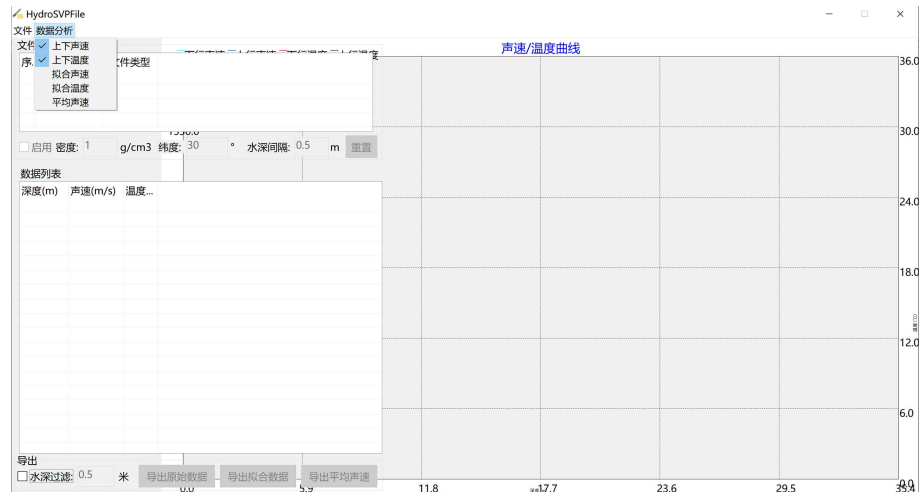 HydroSVPFile
文件 数据分析
文件
上下声速
上下温度
拟合声速
拟合温度
平均声速
序.
文件类型
声速/温度曲线
36.0
30.0
24.0
18.0
12.0
6.0
0.0
启用 密度: 1 g/cm3 纬度: 30 ° 水深间隔: 0.5 m 重置
数据列表
深度(m) 声速(m/s) 温度...
导出
水深过滤: 0.5 米 导出原始数据 导出拟合数据 导出平均声速
0.0 5.9 11.8 17.7 23.6 29.5 35.4